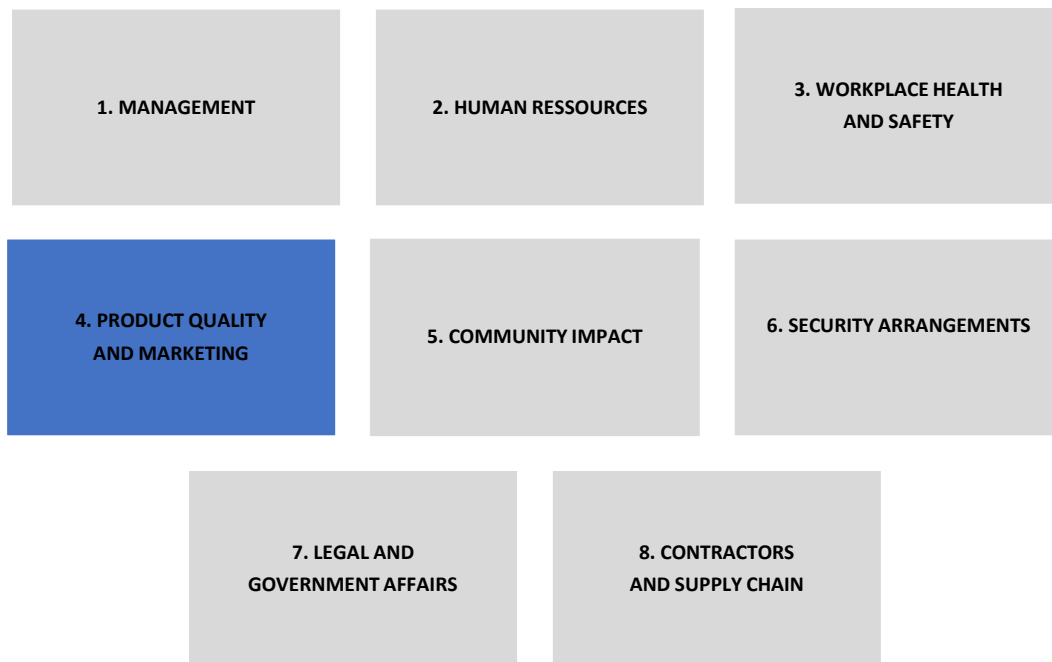 1. MANAGEMENT
2. HUMAN RESSOURCES
3. WORKPLACE HEALTH
AND SAFETY
4. PRODUCT QUALITY
AND MARKETING
5. COMMUNITY IMPACT
6. SECURITY ARRANGEMENTS
7. LEGAL AND
GOVERNMENT AFFAIRS
8. CONTRACTORS
AND SUPPLY CHAIN